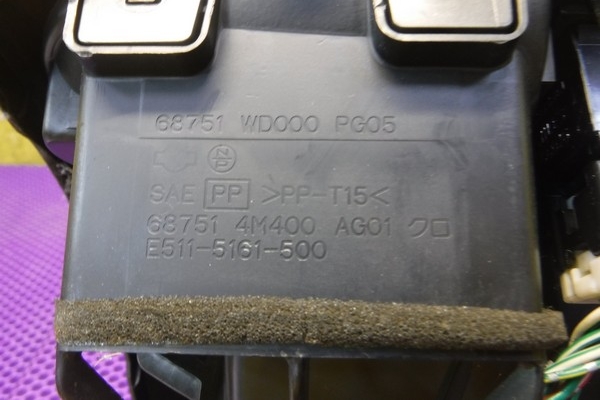 68751 WD000 PG05
SAE PP >PP-T15<
68751 4M400 AG01 クロ
E511-5161-500